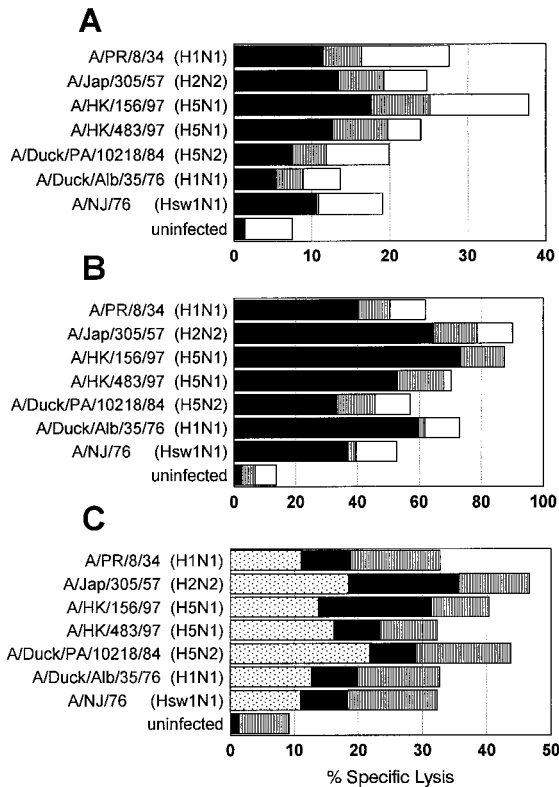 A
A/PR/8/34 (H1N1)
A/Jap/305/57 (H2N2)
A/HK/156/97 (H5N1)
A/HK/483/97 (H5N1)
A/Duck/PA/10218/84 (H5N2)
A/Duck/Alb/35/76 (H1N1)
A/NJ/76 (Hsw1N1)
uninfected
0 10 20 30 40
B
A/PR/8/34 (H1N1)
A/Jap/305/57 (H2N2)
A/HK/156/97 (H5N1)
A/HK/483/97 (H5N1)
A/Duck/PA/10218/84 (H5N2)
A/Duck/Alb/35/76 (H1N1)
A/NJ/76 (Hsw1N1)
uninfected
0 20 40 60 80 100
C
A/PR/8/34 (H1N1)
A/Jap/305/57 (H2N2)
A/HK/156/97 (H5N1)
A/HK/483/97 (H5N1)
A/Duck/PA/10218/84 (H5N2)
A/Duck/Alb/35/76 (H1N1)
A/NJ/76 (Hsw1N1)
uninfected
0 10 20 30 40 50
% Specific Lysis